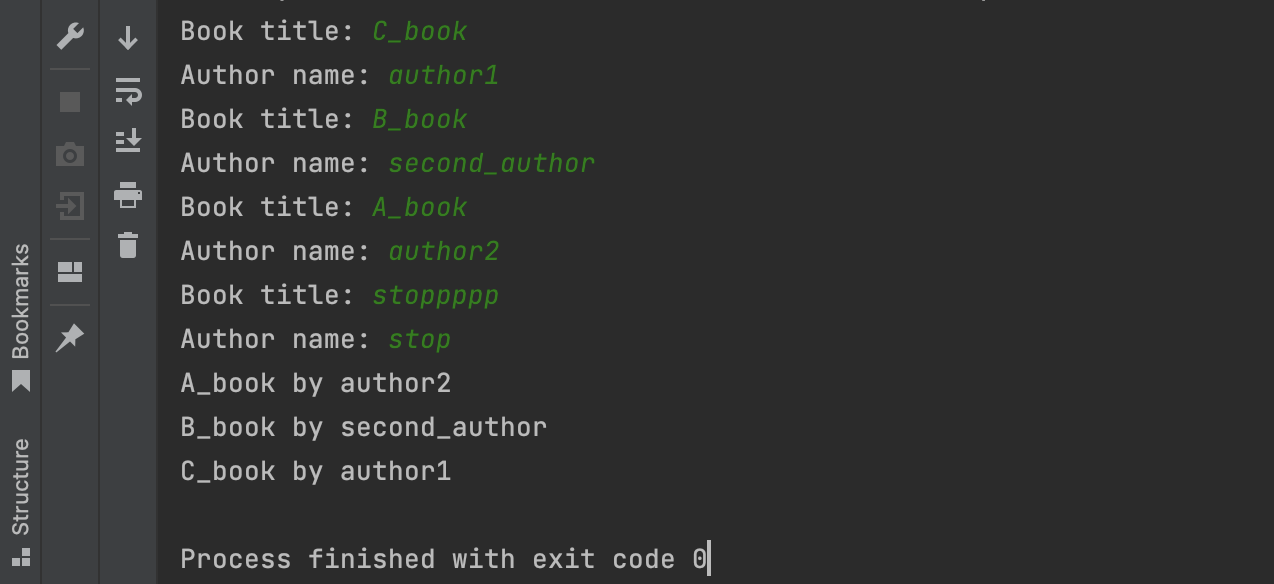 Book title: C_book
Author name: author1
Book title: B_book
Author name: second_author
Book title: A_book
Author name: author2
Book title: stoppppp
Author name: stop
A_book by author2
B_book by second_author
C_book by author1
Process finished with exit code 0
Bookmarks
Structure